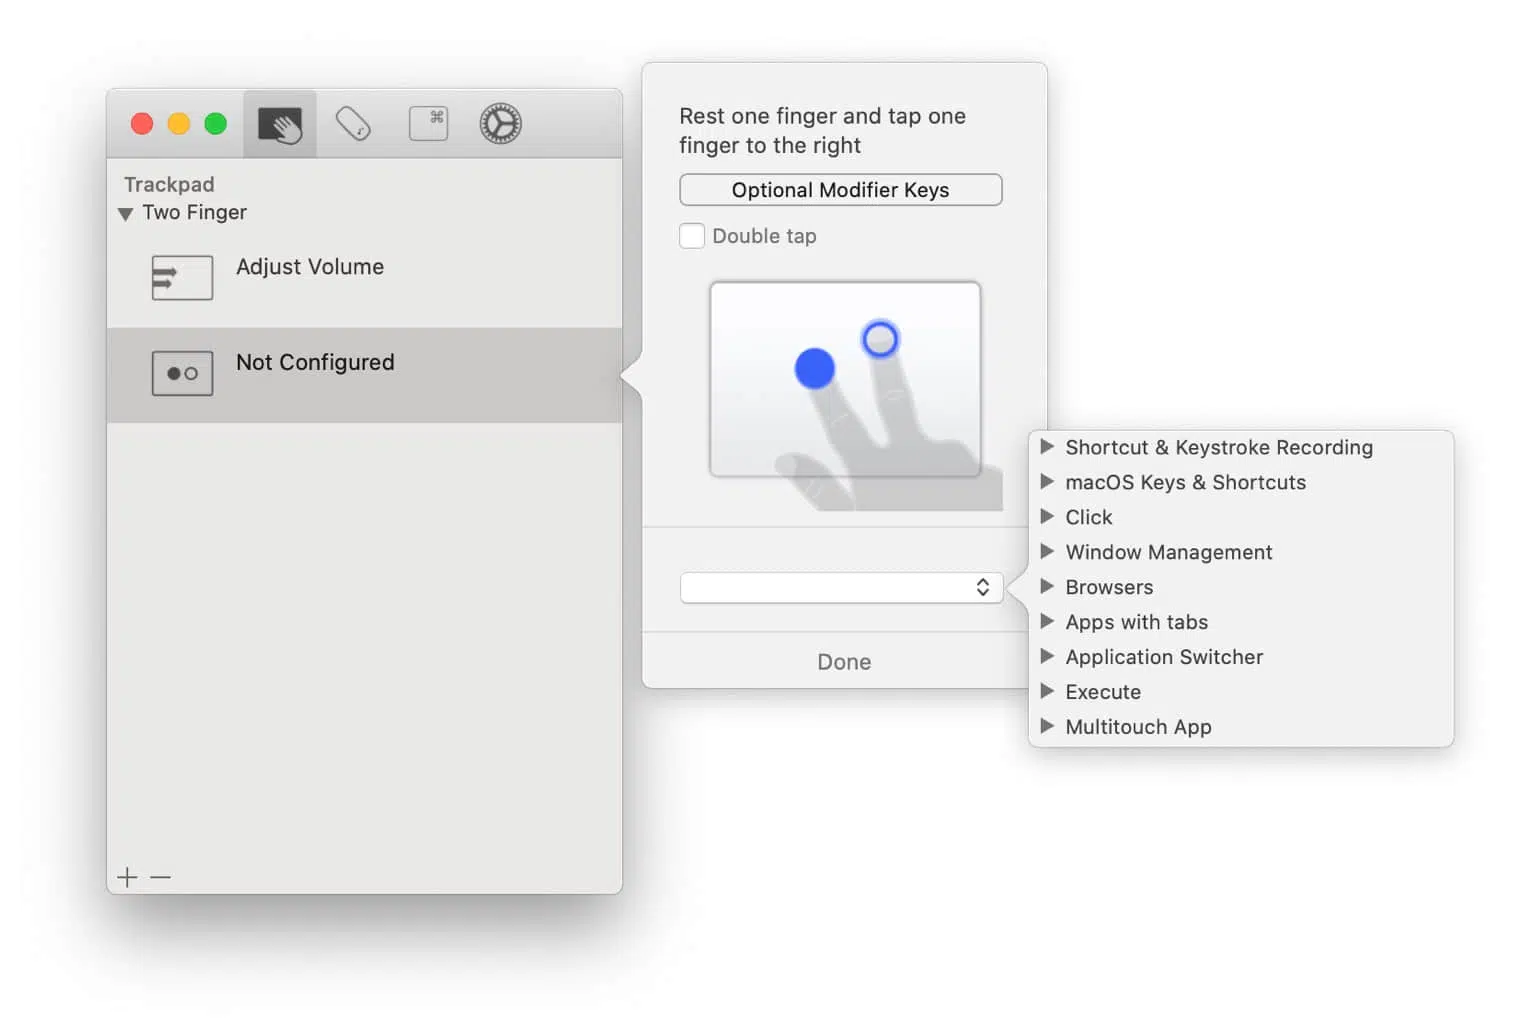 ⌘
Trackpad
Two Finger
Adjust Volume
Not Configured
Rest one finger and tap one
finger to the right
Optional Modifier Keys
Double tap
Done
Shortcut & Keystroke Recording
macOS Keys & Shortcuts
Click
Window Management
Browsers
Apps with tabs
Application Switcher
Execute
Multitouch App